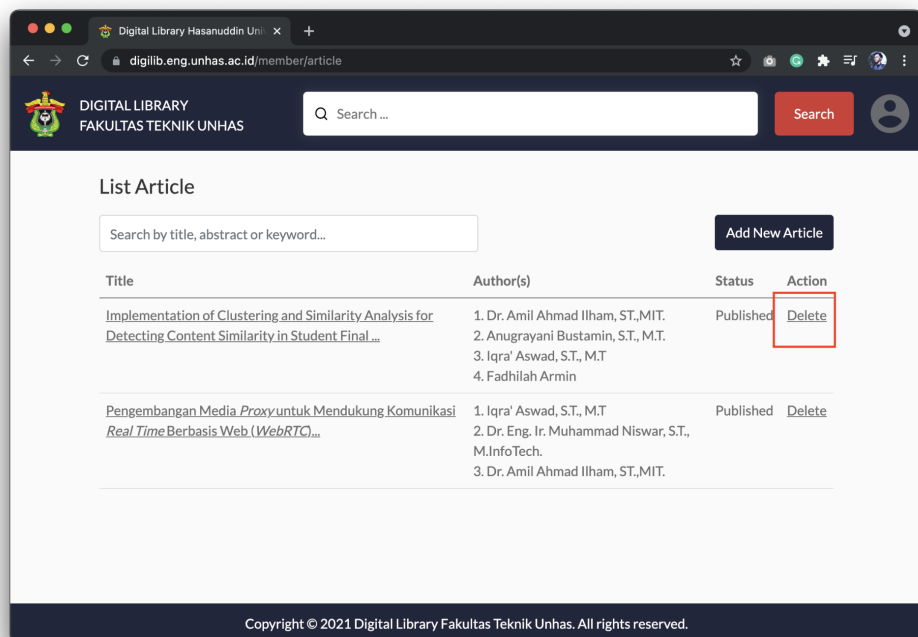 Digital Library Hasanuddin Uni
digilib.eng.unhas.ac.id/member/article
DIGITAL LIBRARY
FAKULTAS TEKNIK UNHAS
Search ...
Search
List Article
Search by title, abstract or keyword...
Add New Article
Title Author(s) Status Action
Implementation of Clustering and Similarity Analysis for 1. Dr. Amil Ahmad Ilham, ST.,MIT. Published Delete
Detecting Content Similarity in Student Final ... 2. Anugrayani Bustamin, S.T., M.T.
3. Iqra' Aswad, S.T., M.T
4. Fadhilah Armin
Pengembangan Media Proxy untuk Mendukung Komunikasi 1. Iqra' Aswad, S.T., M.T Published Delete
Real Time Berbasis Web (WebRTC)... 2. Dr. Eng. Ir. Muhammad Niswar, S.T.,
M.InfoTech.
3. Dr. Amil Ahmad Ilham, ST.,MIT.
Copyright © 2021 Digital Library Fakultas Teknik Unhas. All rights reserved.